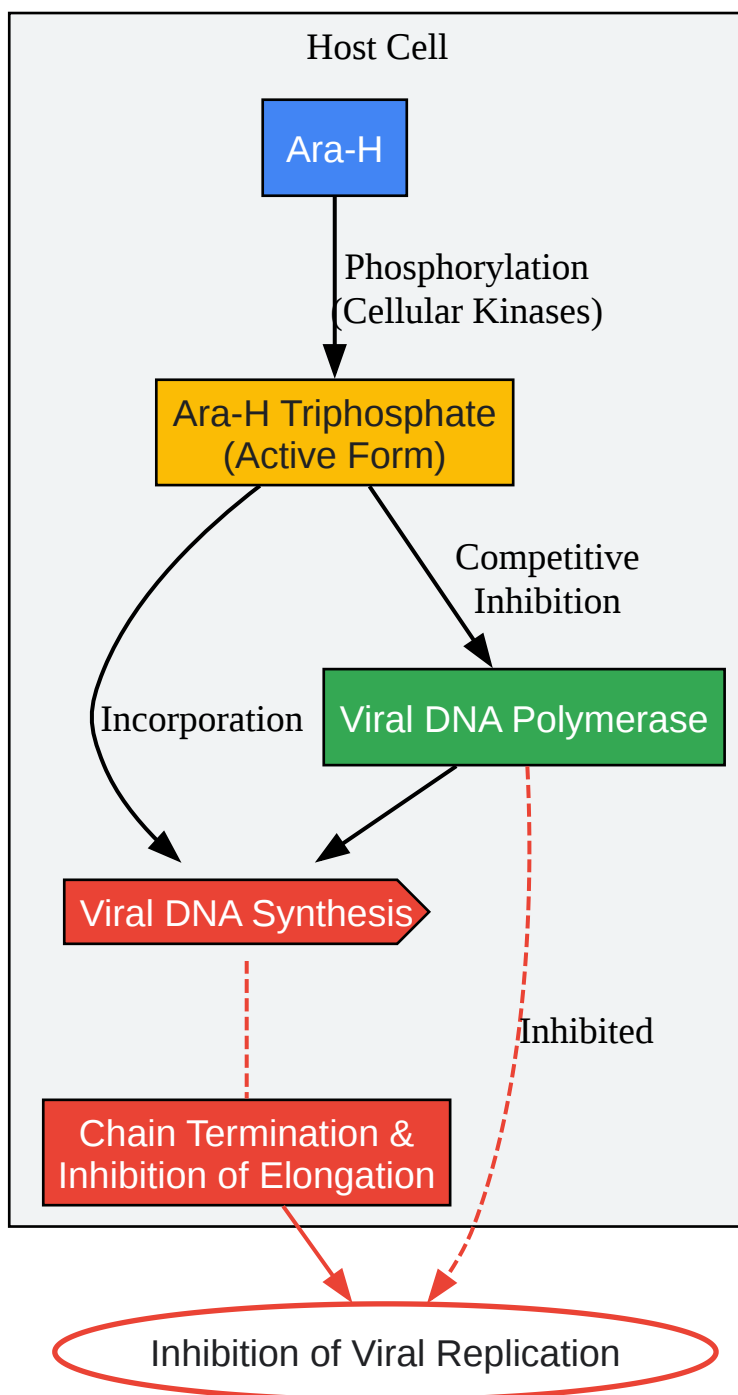 Host Cell
Ara-H
Phosphorylation
(Cellular Kinases)
Ara-H Triphosphate
(Active Form)
Competitive
Inhibition
Incorporation
Viral DNA Polymerase
Viral DNA Synthesis
Inhibited
Chain Termination &
Inhibition of Elongation
Inhibition of Viral Replication